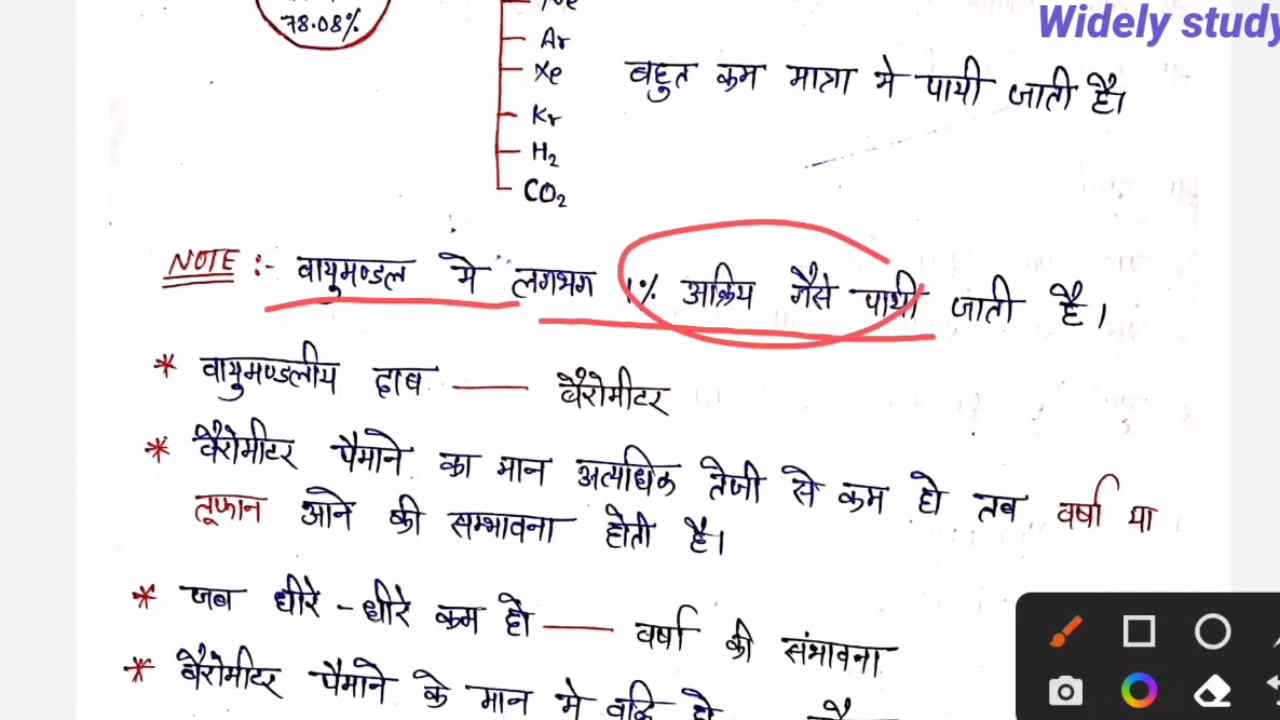 Widely study
78.08%
Ar
Xe
बहुत कम मात्रा मे पायी जाती है।
Kr
H₂
CO₂
NOTE :- वायुमण्डल मे लगभग 1% अक्रिय गैसे पायी जाती है।
* वायुमण्डलीय दाब —— बैरोमीटर
* बैरोमीटर पैमाने का मान अत्यधिक तेजी से कम हो तब वर्षा या
तूफान आने की सम्भावना होती है।
* जब धीरे - धीरे कम हो —— वर्षा की संभावना
* बैरोमीटर पैमाने के मान मे वृद्धि हो